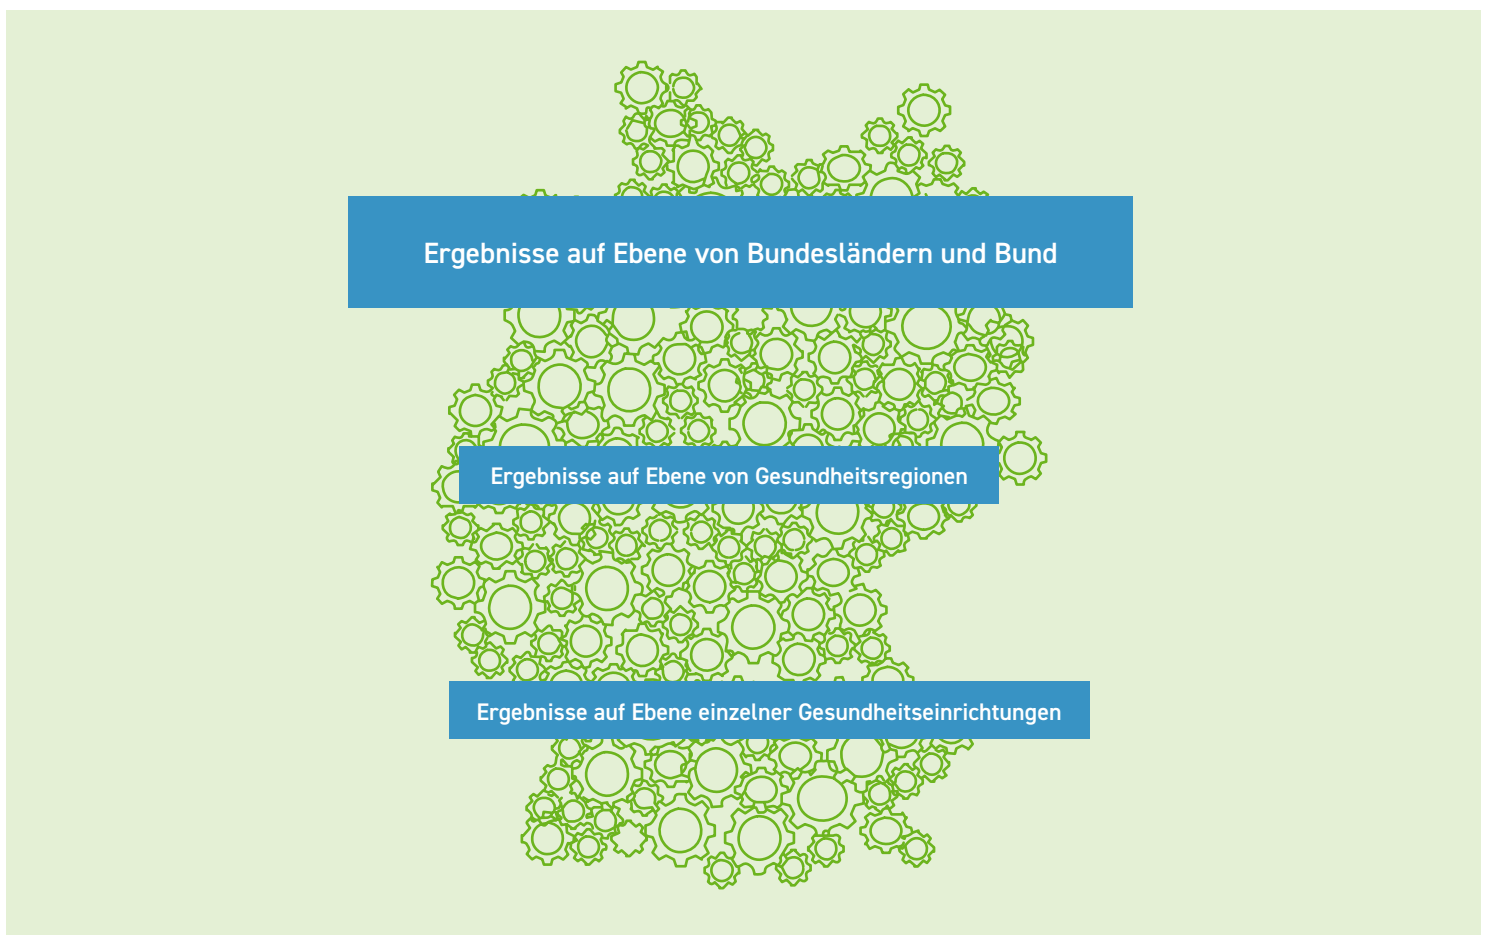 Ergebnisse auf Ebene von Bundesländern und Bund
Ergebnisse auf Ebene von Gesundheitsregionen
Ergebnisse auf Ebene einzelner Gesundheitseinrichtungen